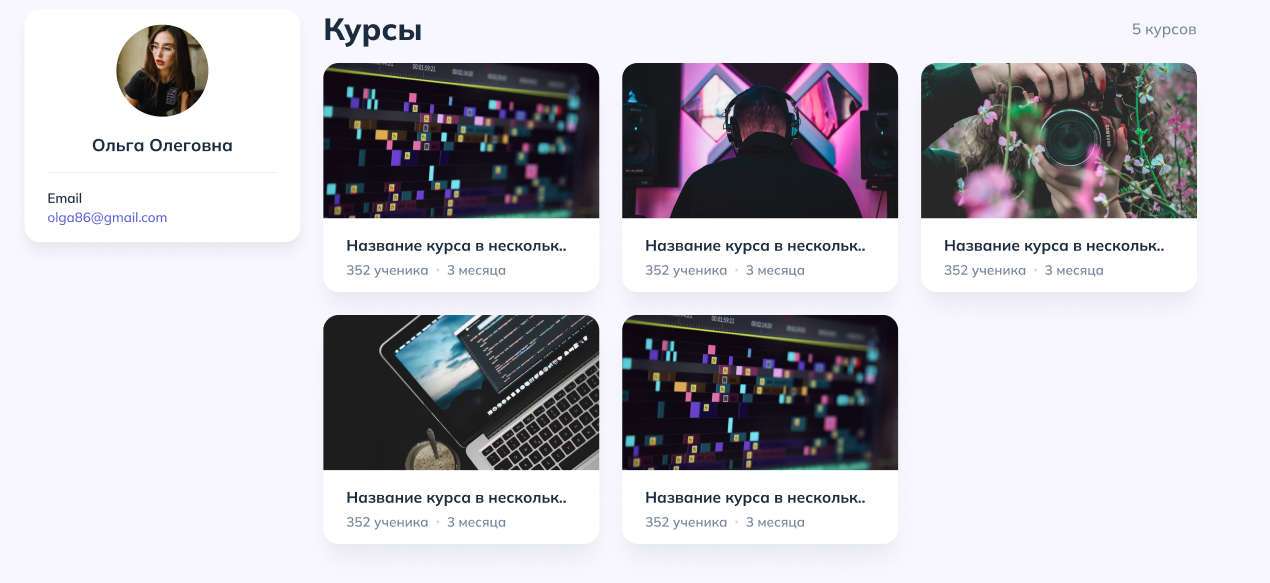 Ольга Олеговна
Email
olga86@gmail.com
Курсы
5 курсов
Название курса в нескольк..
352 ученика • 3 месяца
Название курса в нескольк..
352 ученика • 3 месяца
Название курса в нескольк..
352 ученика • 3 месяца
Название курса в нескольк..
352 ученика • 3 месяца
Название курса в нескольк..
352 ученика • 3 месяца